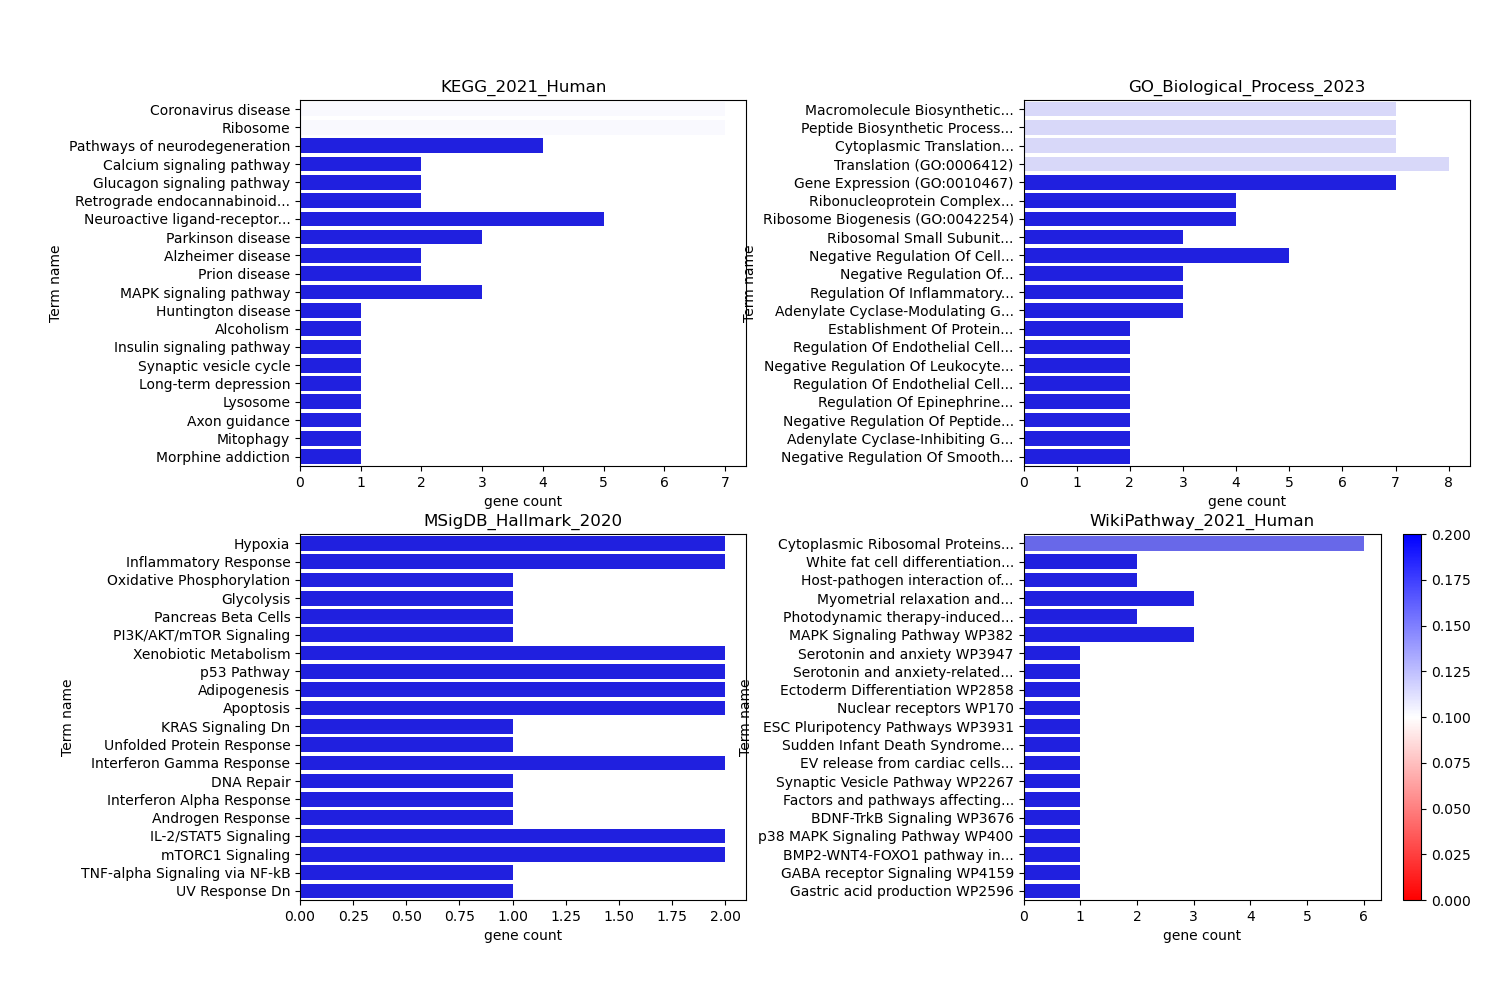 KEGG_2021_Human
Term name
Coronavirus disease
Ribosome
Pathways of neurodegeneration
Calcium signaling pathway
Glucagon signaling pathway
Retrograde endocannabinoid...
Neuroactive ligand-receptor...
Parkinson disease
Alzheimer disease
Prion disease
MAPK signaling pathway
Huntington disease
Alcoholism
Insulin signaling pathway
Synaptic vesicle cycle
Long-term depression
Lysosome
Axon guidance
Mitophagy
Morphine addiction
0 1 2 3 4 5 6 7
gene count
GO_Biological_Process_2023
Term name
Macromolecule Biosynthetic...
Peptide Biosynthetic Process...
Cytoplasmic Translation...
Translation (GO:0006412)
Gene Expression (GO:0010467)
Ribonucleoprotein Complex...
Ribosome Biogenesis (GO:0042254)
Ribosomal Small Subunit...
Negative Regulation Of Cell...
Negative Regulation Of...
Regulation Of Inflammatory...
Adenylate Cyclase-Modulating G...
Establishment Of Protein...
Regulation Of Endothelial Cell...
Negative Regulation Of Leukocyte...
Regulation Of Endothelial Cell...
Regulation Of Epinephrine...
Negative Regulation Of Peptide...
Adenylate Cyclase-Inhibiting G...
Negative Regulation Of Smooth...
0 1 2 3 4 5 6 7 8
gene count
MSigDB_Hallmark_2020
Term name
Hypoxia
Inflammatory Response
Oxidative Phosphorylation
Glycolysis
Pancreas Beta Cells
PI3K/AKT/mTOR Signaling
Xenobiotic Metabolism
p53 Pathway
Adipogenesis
Apoptosis
KRAS Signaling Dn
Unfolded Protein Response
Interferon Gamma Response
DNA Repair
Interferon Alpha Response
Androgen Response
IL-2/STAT5 Signaling
mTORC1 Signaling
TNF-alpha Signaling via NF-kB
UV Response Dn
0.00 0.25 0.50 0.75 1.00 1.25 1.50 1.75 2.00
gene count
WikiPathway_2021_Human
Term name
Cytoplasmic Ribosomal Proteins...
White fat cell differentiation...
Host-pathogen interaction of...
Myometrial relaxation and...
Photodynamic therapy-induced...
MAPK Signaling Pathway WP382
Serotonin and anxiety WP3947
Serotonin and anxiety-related...
Ectoderm Differentiation WP2858
Nuclear receptors WP170
ESC Pluripotency Pathways WP3931
Sudden Infant Death Syndrome...
EV release from cardiac cells...
Synaptic Vesicle Pathway WP2267
Factors and pathways affecting...
BDNF-TrkB Signaling WP3676
p38 MAPK Signaling Pathway WP400
BMP2-WNT4-FOXO1 pathway in...
GABA receptor Signaling WP4159
Gastric acid production WP2596
0 1 2 3 4 5 6
gene count
0.200
0.175
0.150
0.125
0.100
0.075
0.050
0.025
0.000